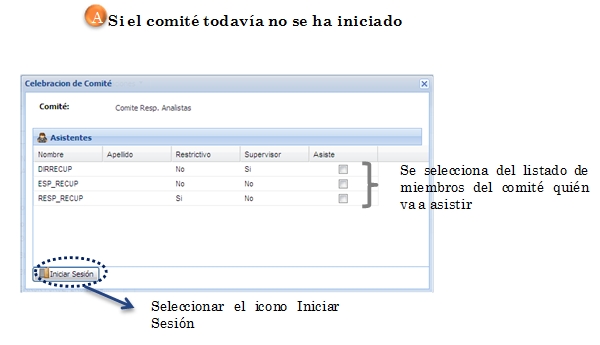 A Si el comité todavía no se ha iniciado
Celebracion de Comité
Comité: Comite Resp. Analistas
Asistentes
Nombre Apellido Restrictivo Supervisor Asiste
DIRRECUP No Si
ESP_RECUP No No
RESP_RECUP Si No
Se selecciona del listado de
miembros del comité quién
va a asistir
Iniciar Sesión
Seleccionar el icono Iniciar
Sesión